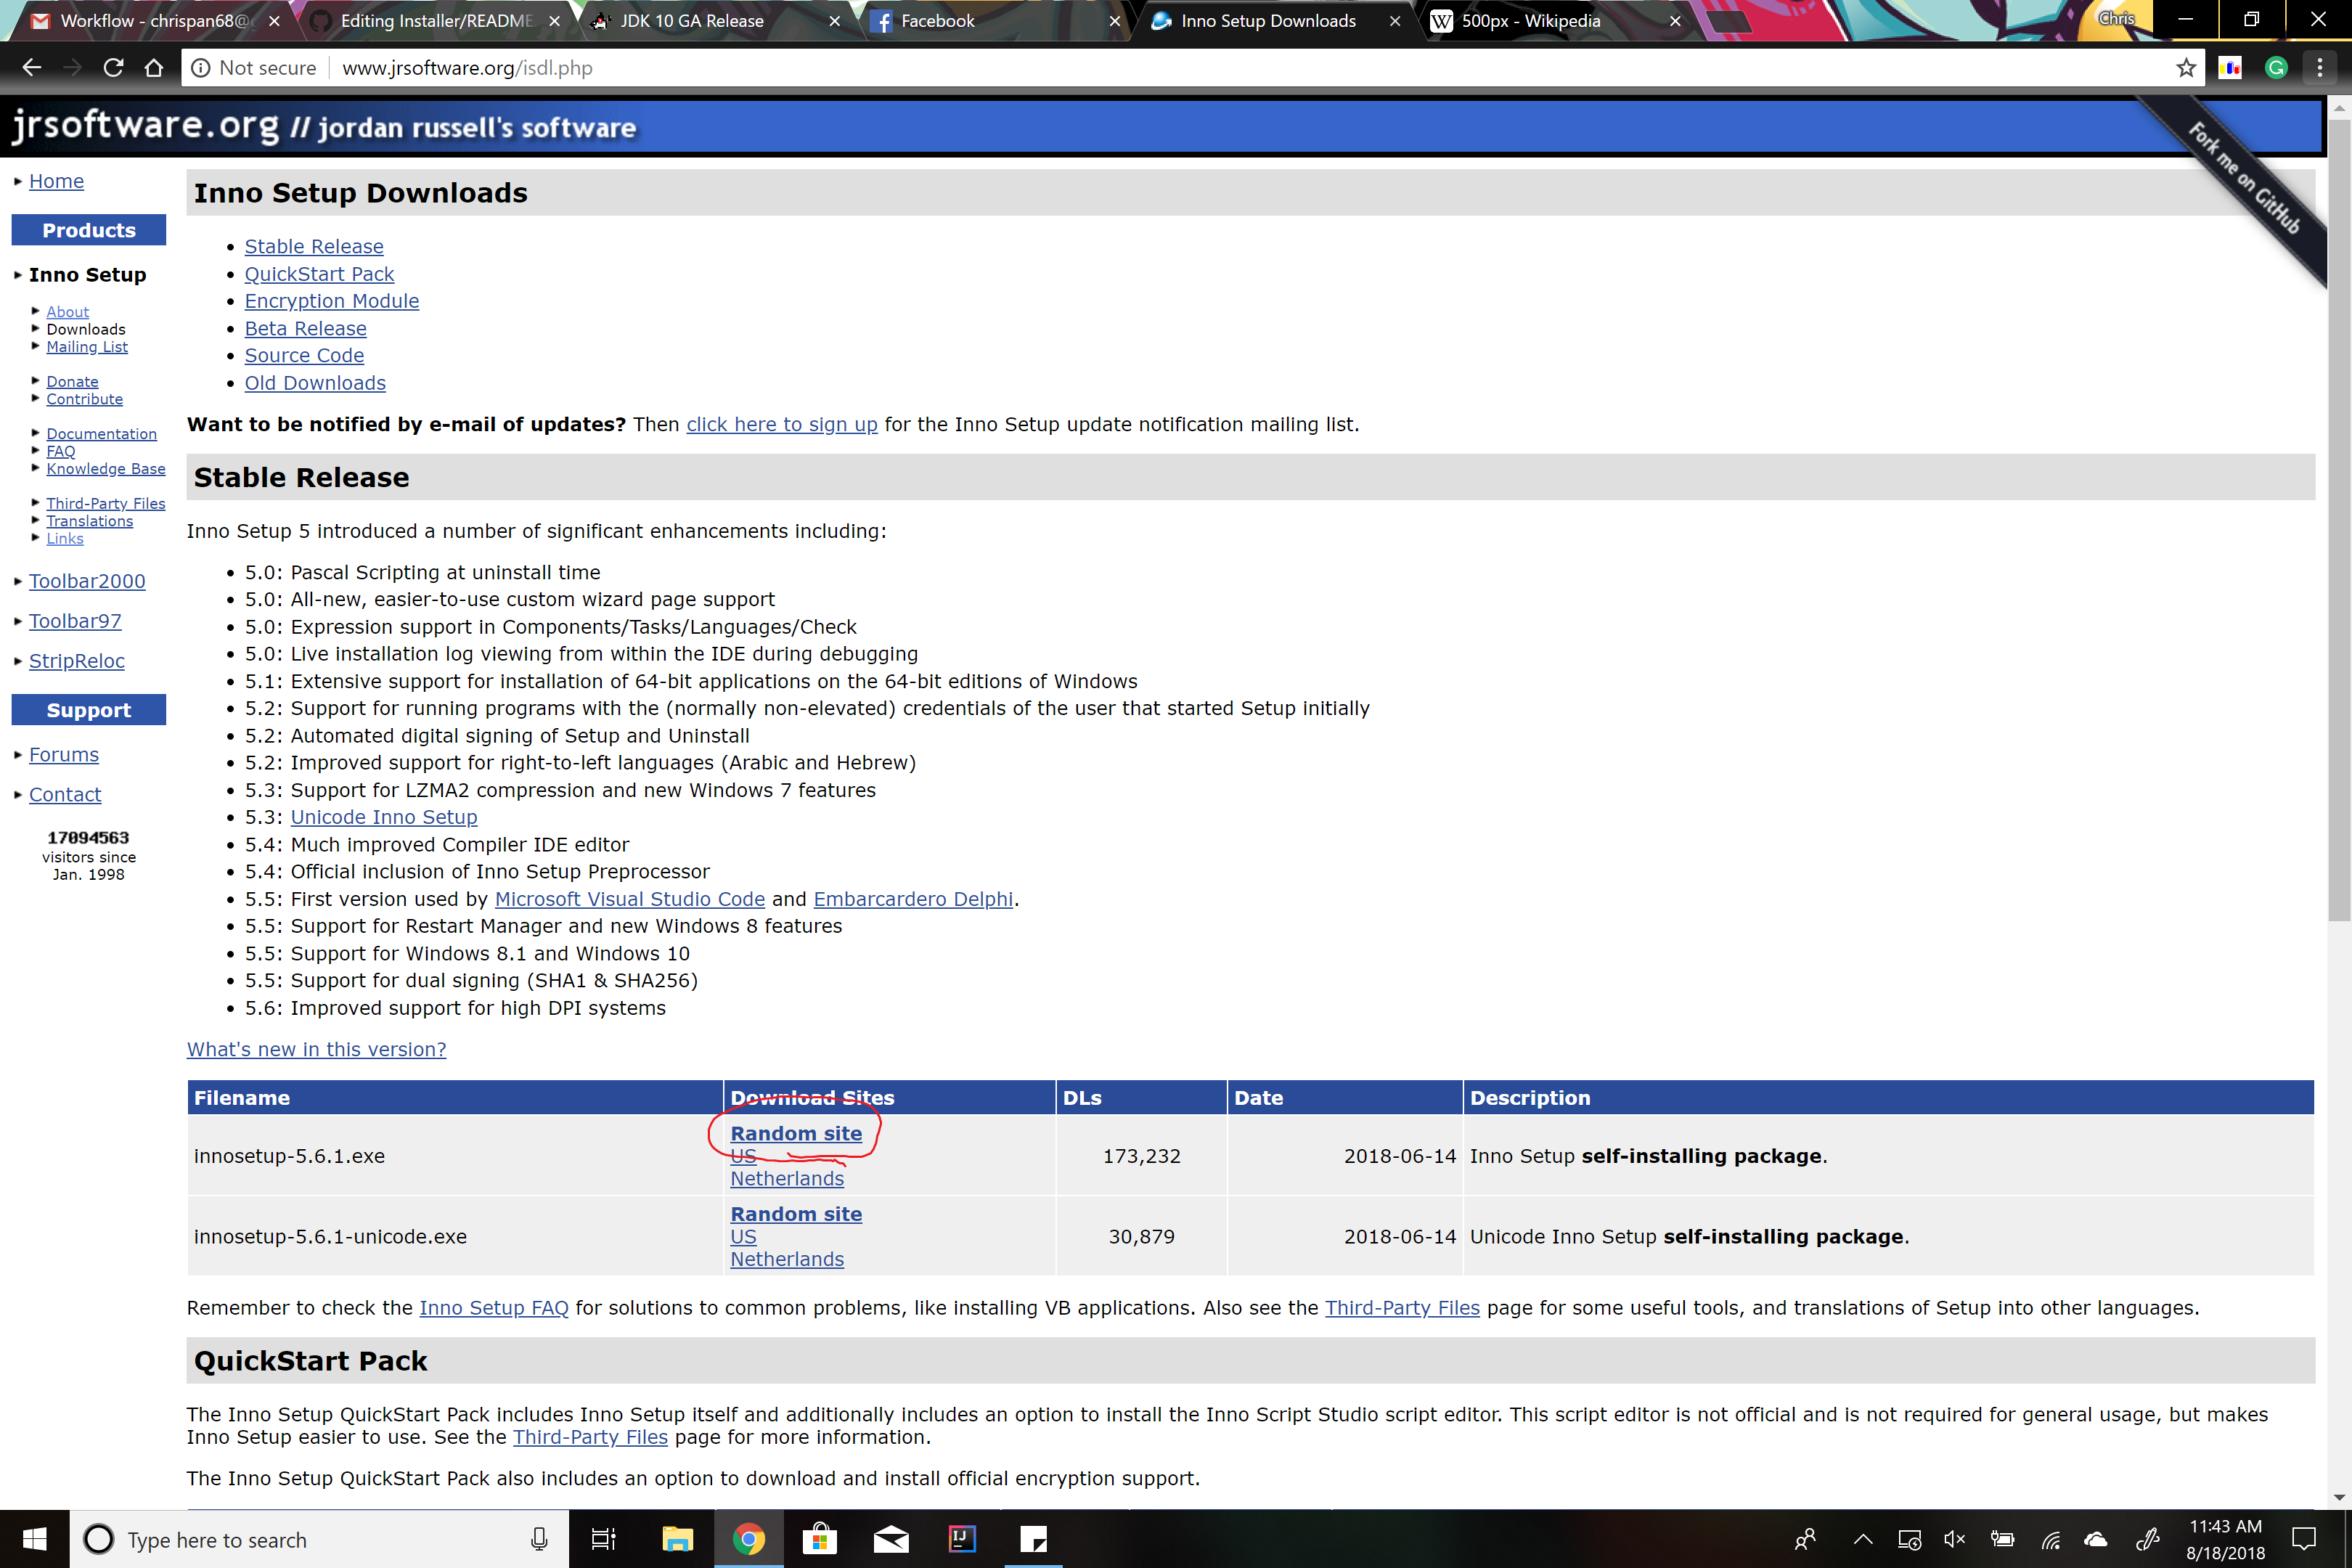 Workflow - chrispan68@
Editing Installer/README
JDK 10 GA Release
Facebook
Inno Setup Downloads
500px - Wikipedia
Chris
Not secure
www.jrsoftware.org/isdl.php
jrsoftware.org // jordan russell's software
Fork me on GitHub
Home
Products
Inno Setup
About
Downloads
Mailing List
Donate
Contribute
Documentation
FAQ
Knowledge Base
Third-Party Files
Translations
Links
Toolbar2000
Toolbar97
StripReloc
Support
Forums
Contact
17094563
visitors since
Jan. 1998
Inno Setup Downloads
Stable Release
QuickStart Pack
Encryption Module
Beta Release
Source Code
Old Downloads
Want to be notified by e-mail of updates? Then click here to sign up for the Inno Setup update notification mailing list.
Stable Release
Inno Setup 5 introduced a number of significant enhancements including:
5.0: Pascal Scripting at uninstall time
5.0: All-new, easier-to-use custom wizard page support
5.0: Expression support in Components/Tasks/Languages/Check
5.0: Live installation log viewing from within the IDE during debugging
5.1: Extensive support for installation of 64-bit applications on the 64-bit editions of Windows
5.2: Support for running programs with the (normally non-elevated) credentials of the user that started Setup initially
5.2: Automated digital signing of Setup and Uninstall
5.2: Improved support for right-to-left languages (Arabic and Hebrew)
5.3: Support for LZMA2 compression and new Windows 7 features
5.3: Unicode Inno Setup
5.4: Much improved Compiler IDE editor
5.4: Official inclusion of Inno Setup Preprocessor
5.5: First version used by Microsoft Visual Studio Code and Embarcardero Delphi.
5.5: Support for Restart Manager and new Windows 8 features
5.5: Support for Windows 8.1 and Windows 10
5.5: Support for dual signing (SHA1 & SHA256)
5.6: Improved support for high DPI systems
What's new in this version?
Filename Download Sites DLs Date Description
Random site
innosetup-5.6.1.exe US 173,232 2018-06-14 Inno Setup self-installing package.
Netherlands
Random site
innosetup-5.6.1-unicode.exe US 30,879 2018-06-14 Unicode Inno Setup self-installing package.
Netherlands
Remember to check the Inno Setup FAQ for solutions to common problems, like installing VB applications. Also see the Third-Party Files page for some useful tools, and translations of Setup into other languages.
QuickStart Pack
The Inno Setup QuickStart Pack includes Inno Setup itself and additionally includes an option to install the Inno Script Studio script editor. This script editor is not official and is not required for general usage, but makes
Inno Setup easier to use. See the Third-Party Files page for more information.
The Inno Setup QuickStart Pack also includes an option to download and install official encryption support.
Type here to search
IJ
11:43 AM
8/18/2018